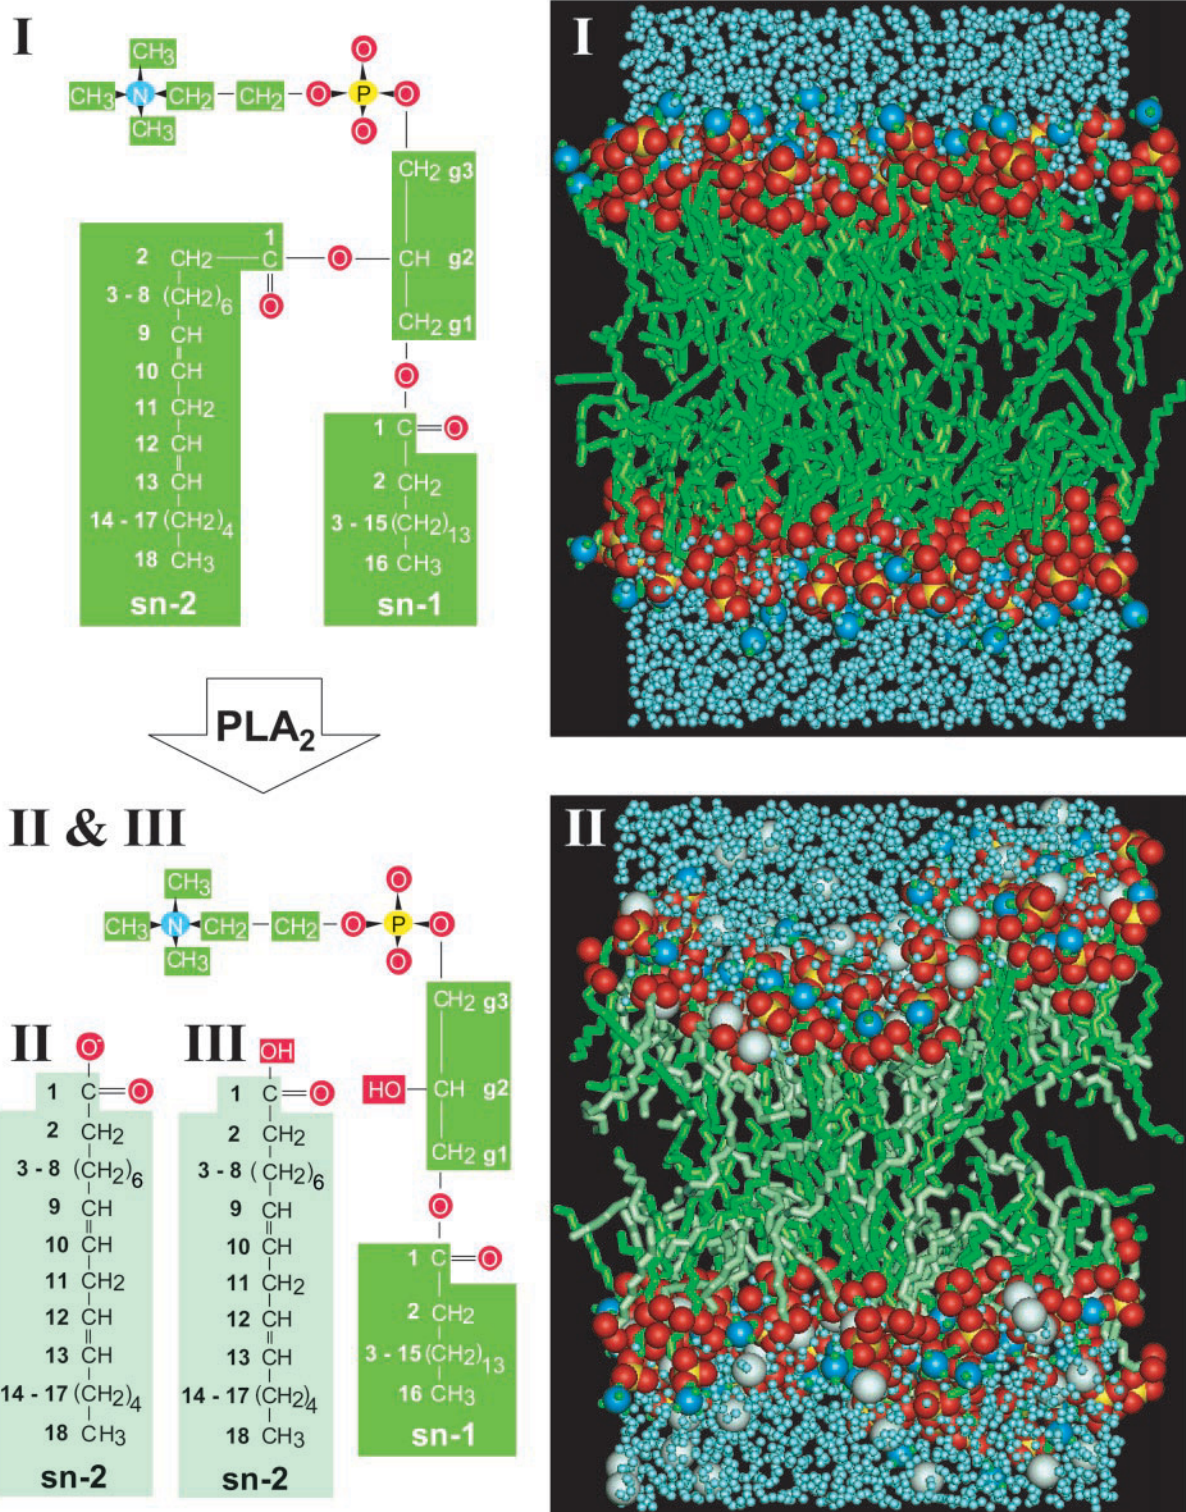 I
CH3
CH3 N CH2 CH2 O P O
CH3
O
O
CH2 g3
1
2 CH2 C O CH g2
3 - 8 (CH2)6 O
9 CH CH2 g1
10 CH O
11 CH2
12 CH 1 C O
13 CH 2 CH2
14 - 17 (CH2)4 3 - 15 (CH2)13
18 CH3 16 CH3
sn-2 sn-1
I
PLA2
II & III
CH3
CH3 N CH2 CH2 O P O
CH3
O
O
CH2 g3
HO CH g2
CH2 g1
O
1 C O
2 CH2
3 - 15 (CH2)13
16 CH3
sn-1
II
O-
1 C O
2 CH2
3 - 8 (CH2)6
9 CH
10 CH
11 CH2
12 CH
13 CH
14 - 17 (CH2)4
18 CH3
sn-2
III
OH
1 C O
2 CH2
3 - 8 (CH2)6
9 CH
10 CH
11 CH2
12 CH
13 CH
14 - 17 (CH2)4
18 CH3
sn-2
II